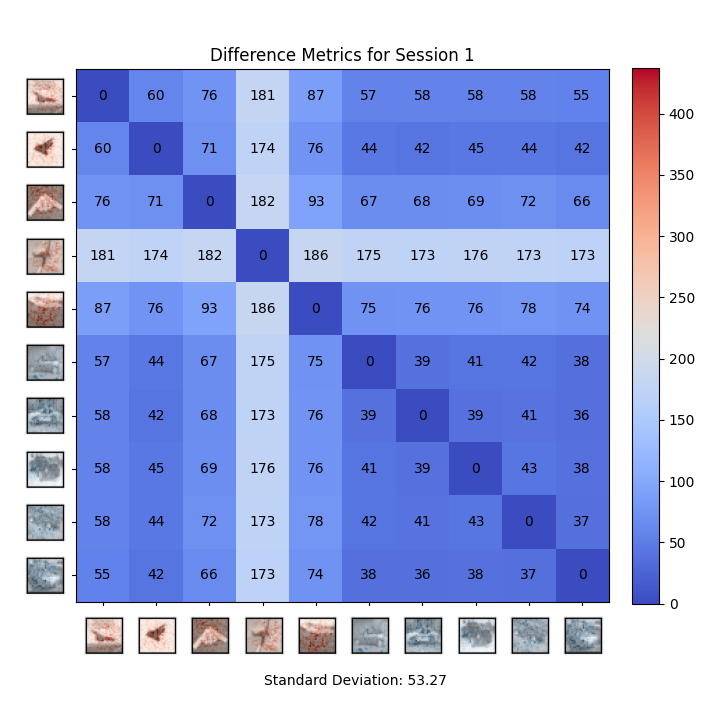 Difference Metrics for Session 1
0 60 76 181 87 57 58 58 58 55
60 0 71 174 76 44 42 45 44 42
76 71 0 182 93 67 68 69 72 66
181 174 182 0 186 175 173 176 173 173
87 76 93 186 0 75 76 76 78 74
57 44 67 175 75 0 39 41 42 38
58 42 68 173 76 39 0 39 41 36
58 45 69 176 76 41 39 0 43 38
58 44 72 173 78 42 41 43 0 37
55 42 66 173 74 38 36 38 37 0
400
350
300
250
200
150
100
50
0
Standard Deviation: 53.27